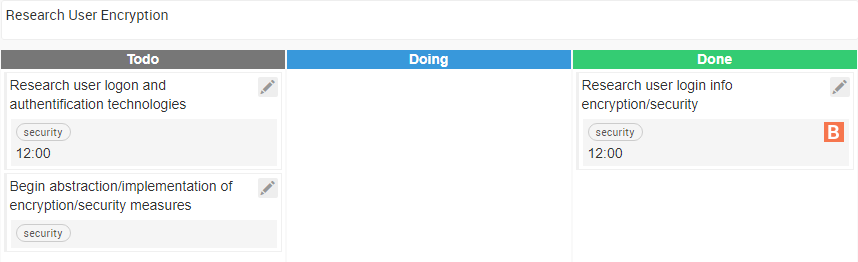 Research User Encryption
Todo
Doing
Done
Research user logon and
authentification technologies
security
12:00
Begin abstraction/implementation of
encryption/security measures
security
Research user login info
encryption/security
security
B
12:00